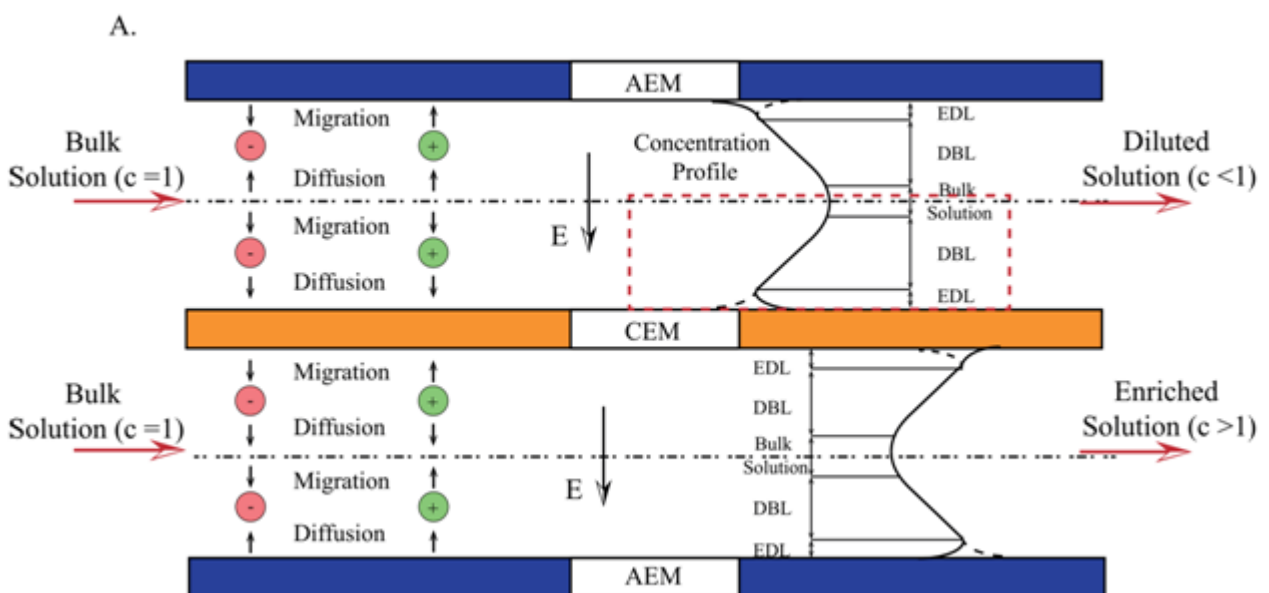 A.
AEM
Migration
- +
Diffusion
Bulk
Solution (c =1)
Migration
- +
Diffusion
E
Concentration
Profile
EDL
DBL
Bulk
Solution
DBL
EDL
Diluted
Solution (c <1)
CEM
Migration
- +
Diffusion
Bulk
Solution (c =1)
Migration
- +
Diffusion
E
EDL
DBL
Bulk
Solution
DBL
EDL
Enriched
Solution (c >1)
AEM